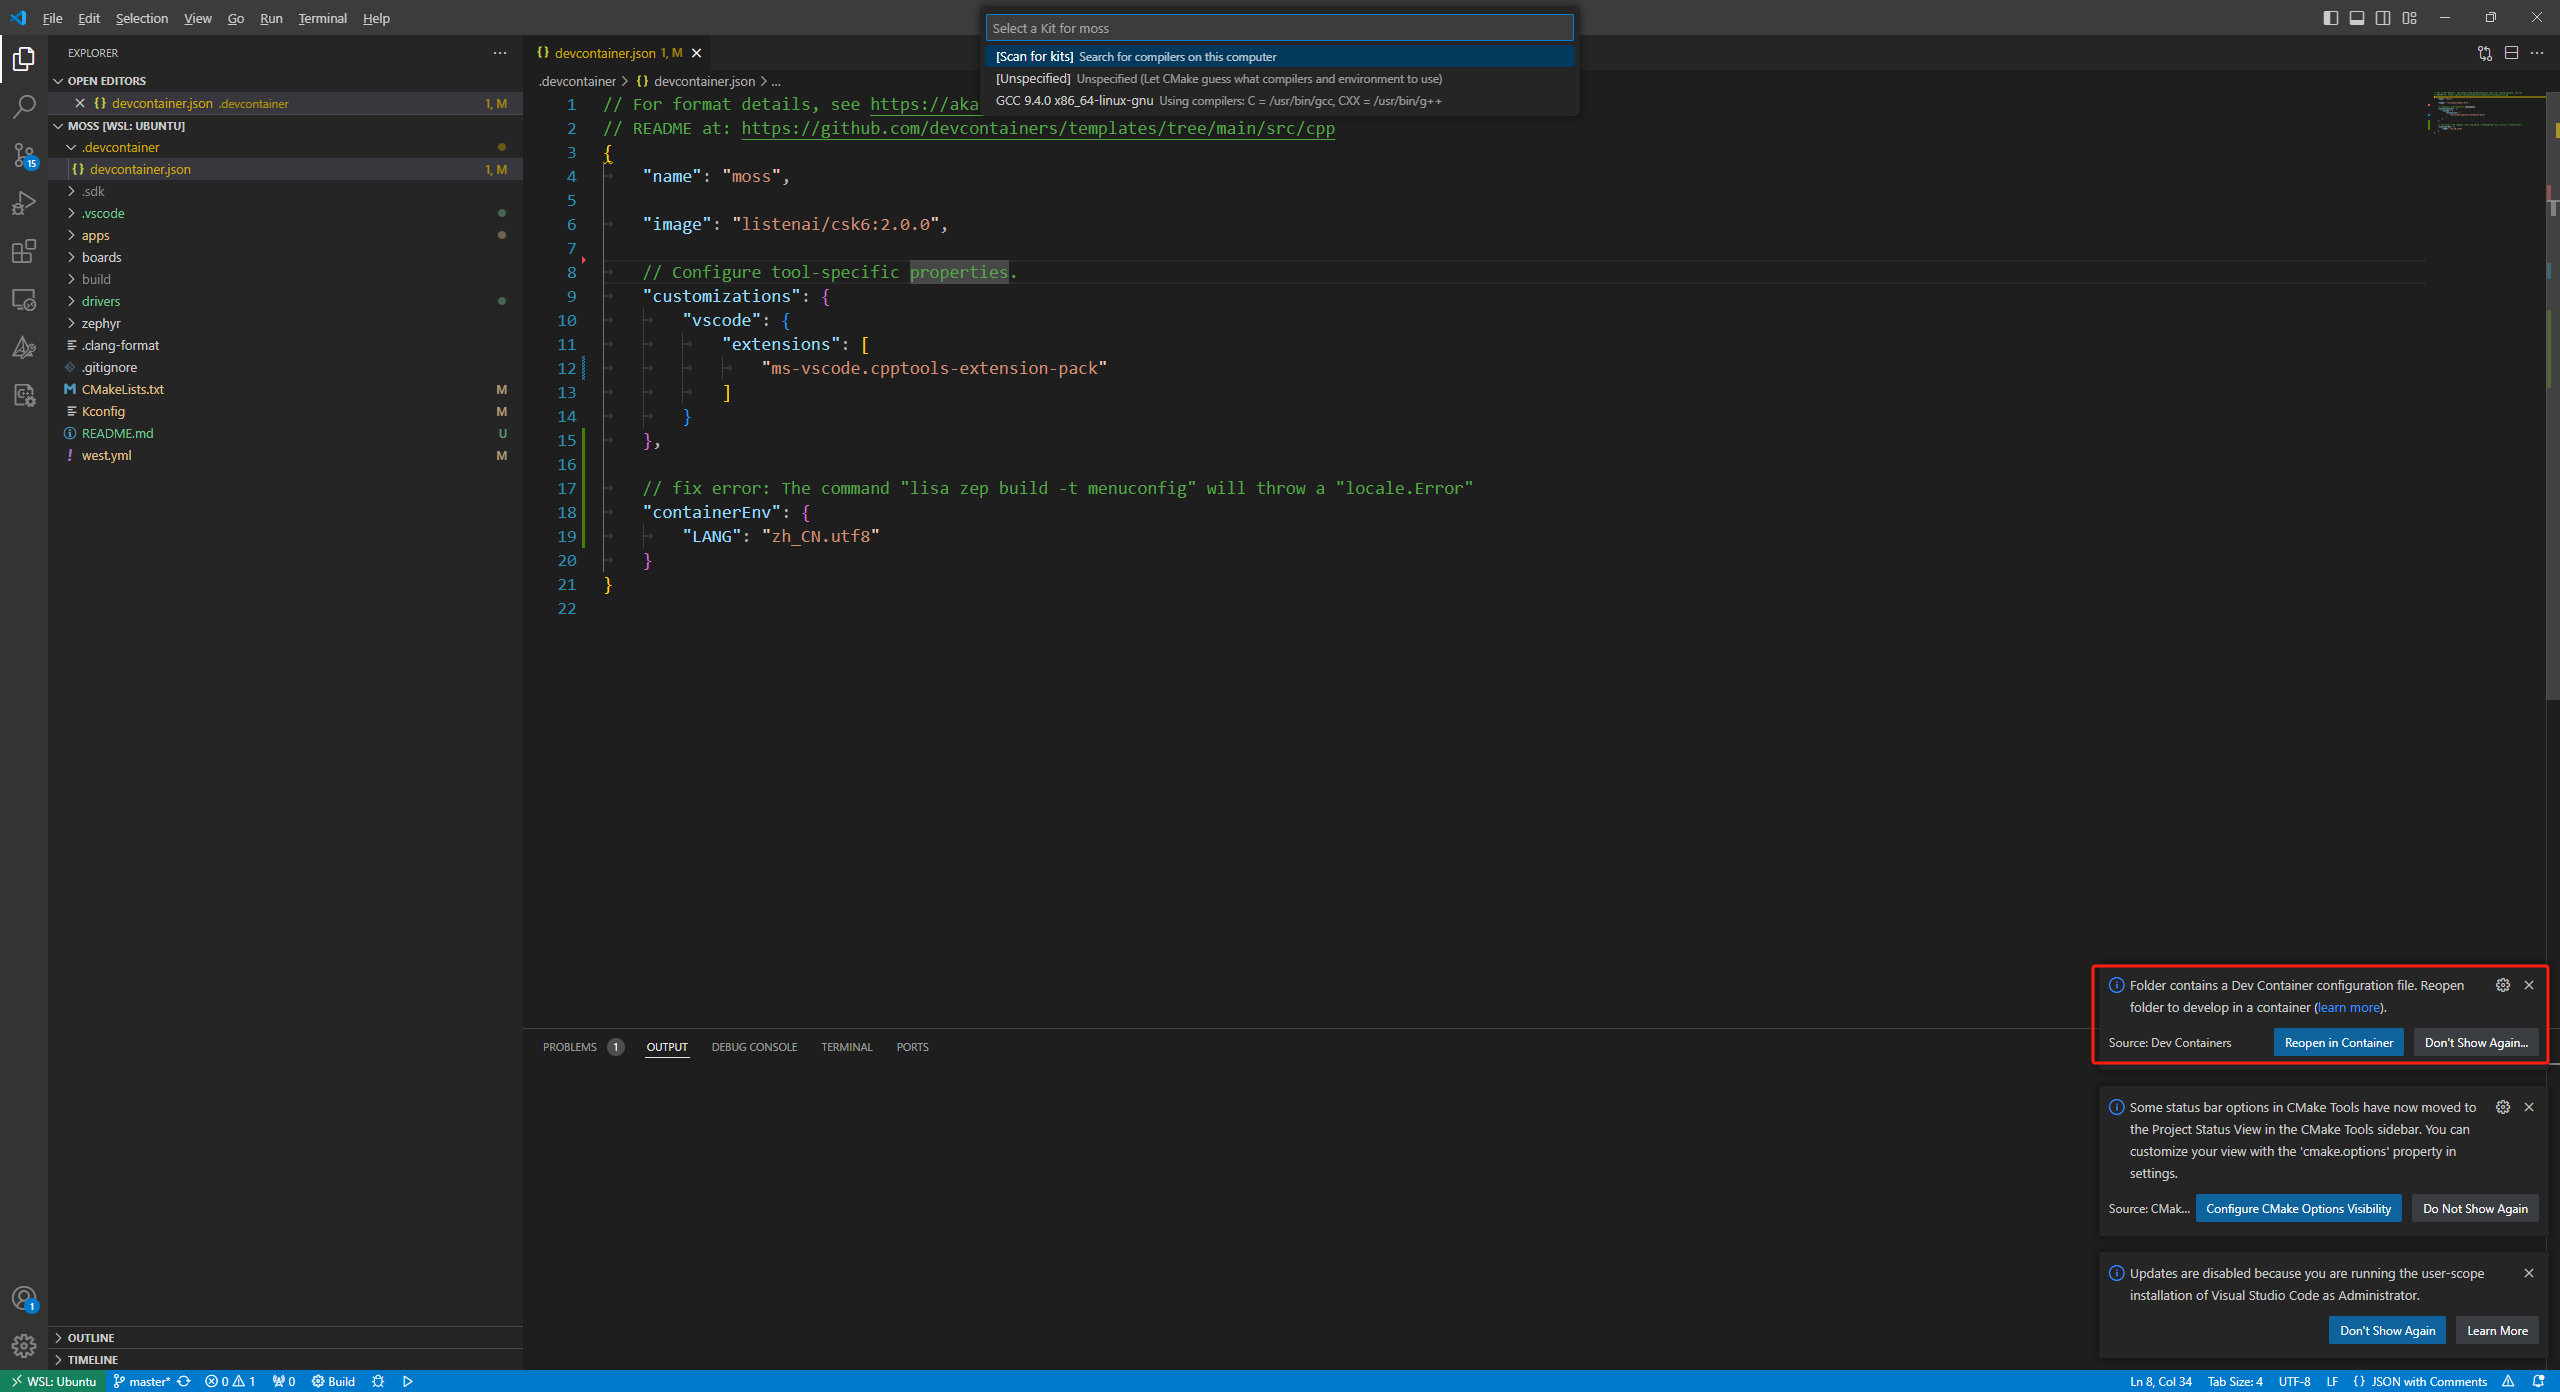 File Edit Selection View Go Run Terminal Help
Select a Kit for moss
[Scan for kits] Search for compilers on this computer
[Unspecified] Unspecified (Let CMake guess what compilers and environment to use)
GCC 9.4.0 x86_64-linux-gnu Using compilers: C = /usr/bin/gcc, CXX = /usr/bin/g++
EXPLORER
OPEN EDITORS
devcontainer.json .devcontainer 1, M
MOSS [WSL: UBUNTU]
.devcontainer
devcontainer.json 1, M
.sdk
.vscode
apps
boards
build
drivers
zephyr
.clang-format
.gitignore
CMakeLists.txt M
Kconfig M
README.md U
west.yml M
OUTLINE
TIMELINE
15
1
devcontainer.json 1, M
.devcontainer > {} devcontainer.json > ...
1 // For format details, see https://aka
2 // README at: https://github.com/devcontainers/templates/tree/main/src/cpp
3 {
4 "name": "moss",
5
6 "image": "listenai/csk6:2.0.0",
7
8 // Configure tool-specific properties.
9 "customizations": {
10 "vscode": {
11 "extensions": [
12 "ms-vscode.cpptools-extension-pack"
13 ]
14 }
15 },
16
17 // fix error: The command "lisa zep build -t menuconfig" will throw a "locale.Error"
18 "containerEnv": {
19 "LANG": "zh_CN.utf8"
20 }
21 }
22
PROBLEMS 1 OUTPUT DEBUG CONSOLE TERMINAL PORTS
Folder contains a Dev Container configuration file. Reopen
folder to develop in a container (learn more).
Source: Dev Containers Reopen in Container Don't Show Again...
Some status bar options in CMake Tools have now moved to
the Project Status View in the CMake Tools sidebar. You can
customize your view with the 'cmake.options' property in
settings.
Source: CMak... Configure CMake Options Visibility Do Not Show Again
Updates are disabled because you are running the user-scope
installation of Visual Studio Code as Administrator.
Don't Show Again Learn More
WSL: Ubuntu master* 0 1 0 Build Ln 8, Col 34 Tab Size: 4 UTF-8 LF {} JSON with Comments